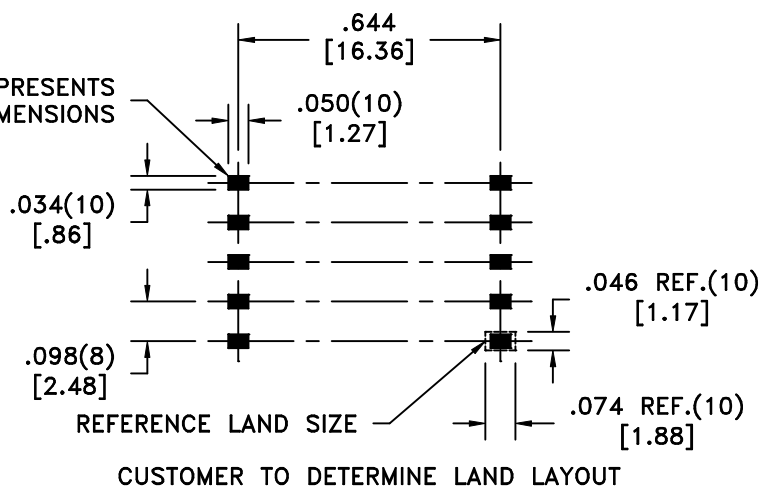 .644
[16.36]
PRESENTS
MENSIONS
.050(10)
[1.27]
.034(10)
[.86]
.046 REF.(10)
[1.17]
.098(8)
[2.48]
REFERENCE LAND SIZE
.074 REF.(10)
[1.88]
CUSTOMER TO DETERMINE LAND LAYOUT